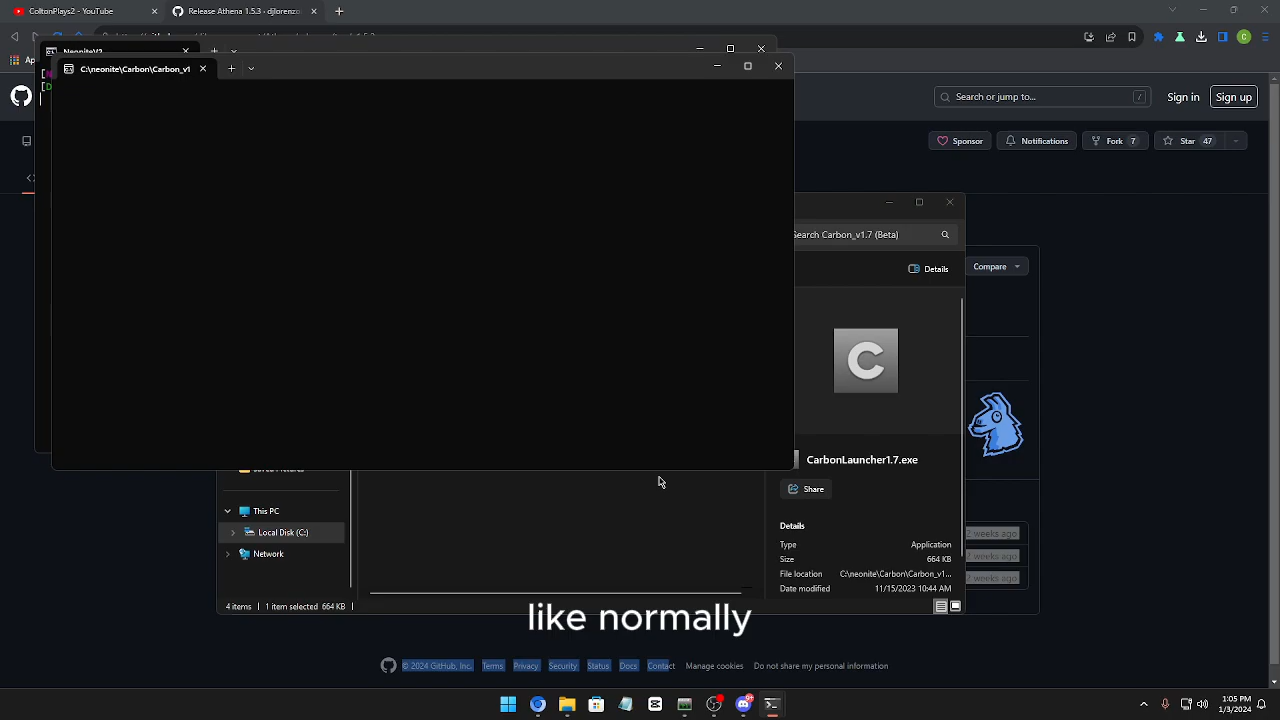 ColtonPlays2 - YouTube
Release Athena 1.5.3 - djlorenzo
NeoniteV2
C:\neonite\Carbon\Carbon_v1
Search or jump to...
/
Sign in
Sign up
Sponsor
Notifications
Fork 7
Star 47
Search Carbon_v1.7 (Beta)
Details
Compare
C
CarbonLauncher1.7.exe
Share
This PC
Details
Local Disk (C:)
2 weeks ago
Type Application
Network
2 weeks ago
Size 664 KB
File location C:\neonite\Carbon\Carbon_v1...
2 weeks ago
Date modified 11/15/2023 10:44 AM
4 items
1 item selected 664 KB
like normally
© 2024 GitHub, Inc.
Terms
Privacy
Security
Status
Docs
Contact
Manage cookies
Do not share my personal information
1:05 PM
1/3/2024